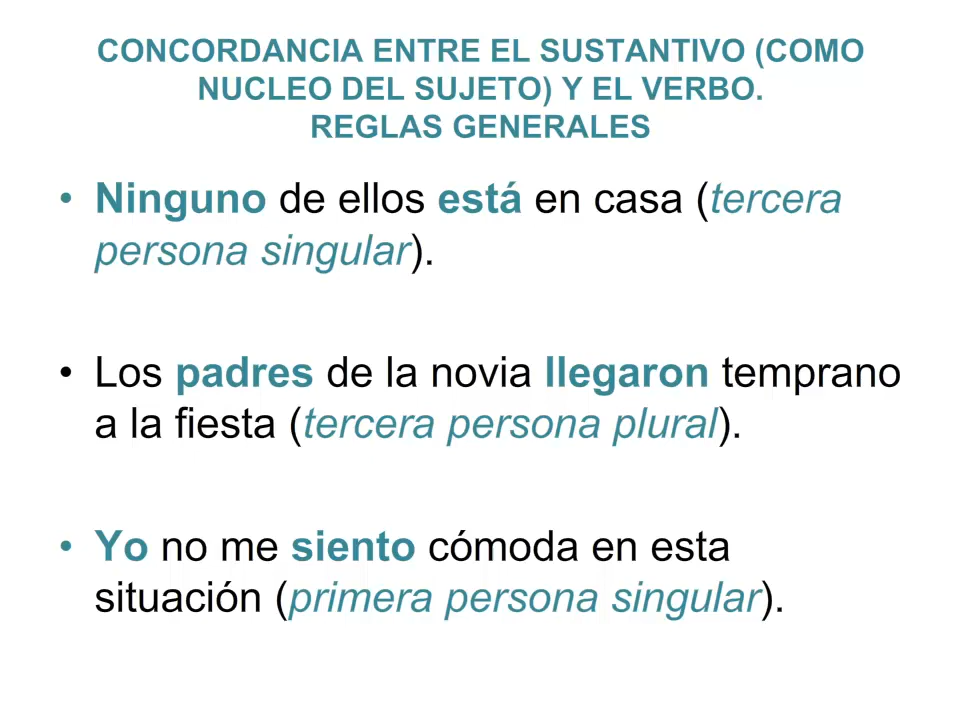 CONCORDANCIA ENTRE EL SUSTANTIVO (COMO
NUCLEO DEL SUJETO) Y EL VERBO.
REGLAS GENERALES
• Ninguno de ellos está en casa (tercera
persona singular).
• Los padres de la novia llegaron temprano
a la fiesta (tercera persona plural).
• Yo no me siento cómoda en esta
situación (primera persona singular).